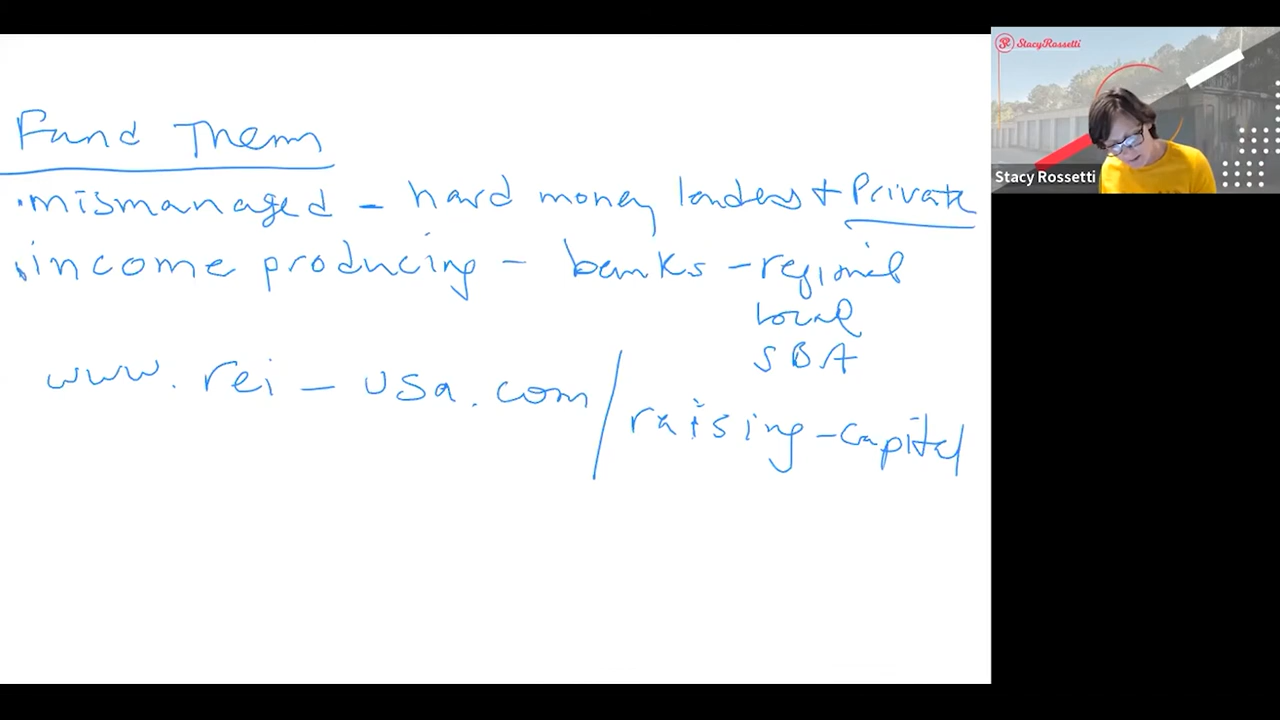 Fund Them
.mismanaged - hard money lenders + Private
.income producing - banks - regional
local
SBA
www.rei-usa.com/raising-capital
StacyRossetti
Stacy Rossetti